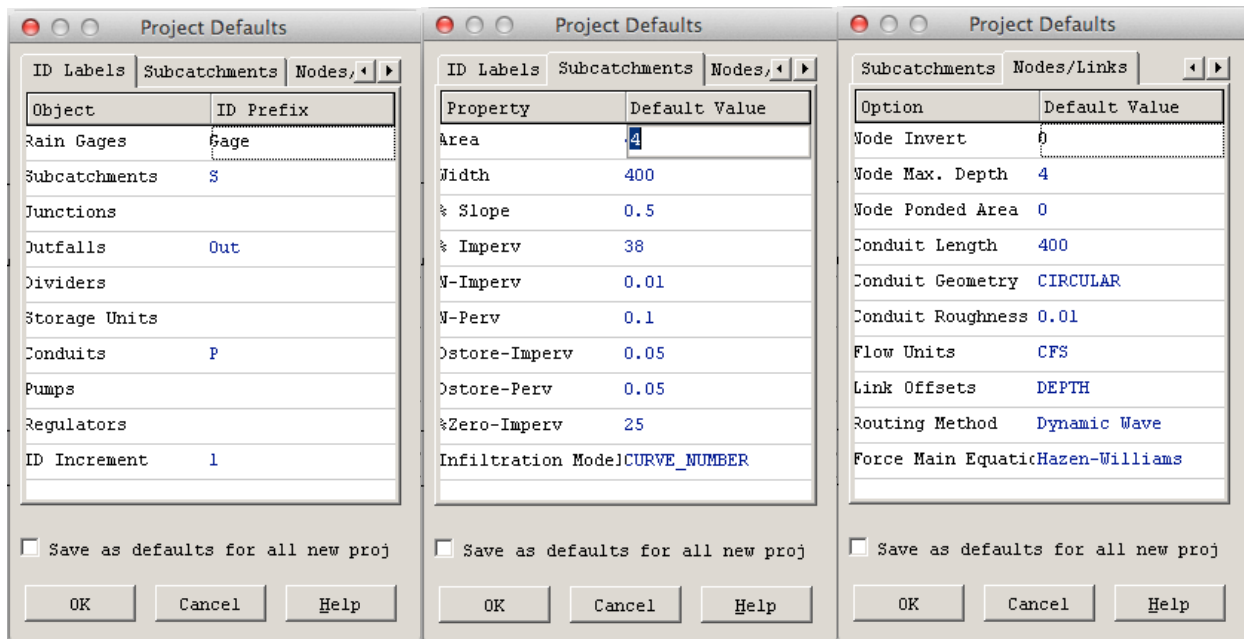 Project Defaults
ID Labels Subcatchments Nodes/
Object ID Prefix
Rain Gages Gage
Subcatchments S
Junctions
Outfalls Out
Dividers
Storage Units
Conduits P
Pumps
Regulators
ID Increment 1
Save as defaults for all new proj
OK Cancel Help
Project Defaults
ID Labels Subcatchments Nodes/
Property Default Value
Area 4
Width 400
% Slope 0.5
% Imperv 38
N-Imperv 0.01
N-Perv 0.1
Dstore-Imperv 0.05
Dstore-Perv 0.05
%Zero-Imperv 25
Infiltration Model CURVE_NUMBER
Save as defaults for all new proj
OK Cancel Help
Project Defaults
Subcatchments Nodes/Links
Option Default Value
Node Invert 0
Node Max. Depth 4
Node Ponded Area 0
Conduit Length 400
Conduit Geometry CIRCULAR
Conduit Roughness 0.01
Flow Units CFS
Link Offsets DEPTH
Routing Method Dynamic Wave
Force Main Equatic Hazen-Williams
Save as defaults for all new proj
OK Cancel Help